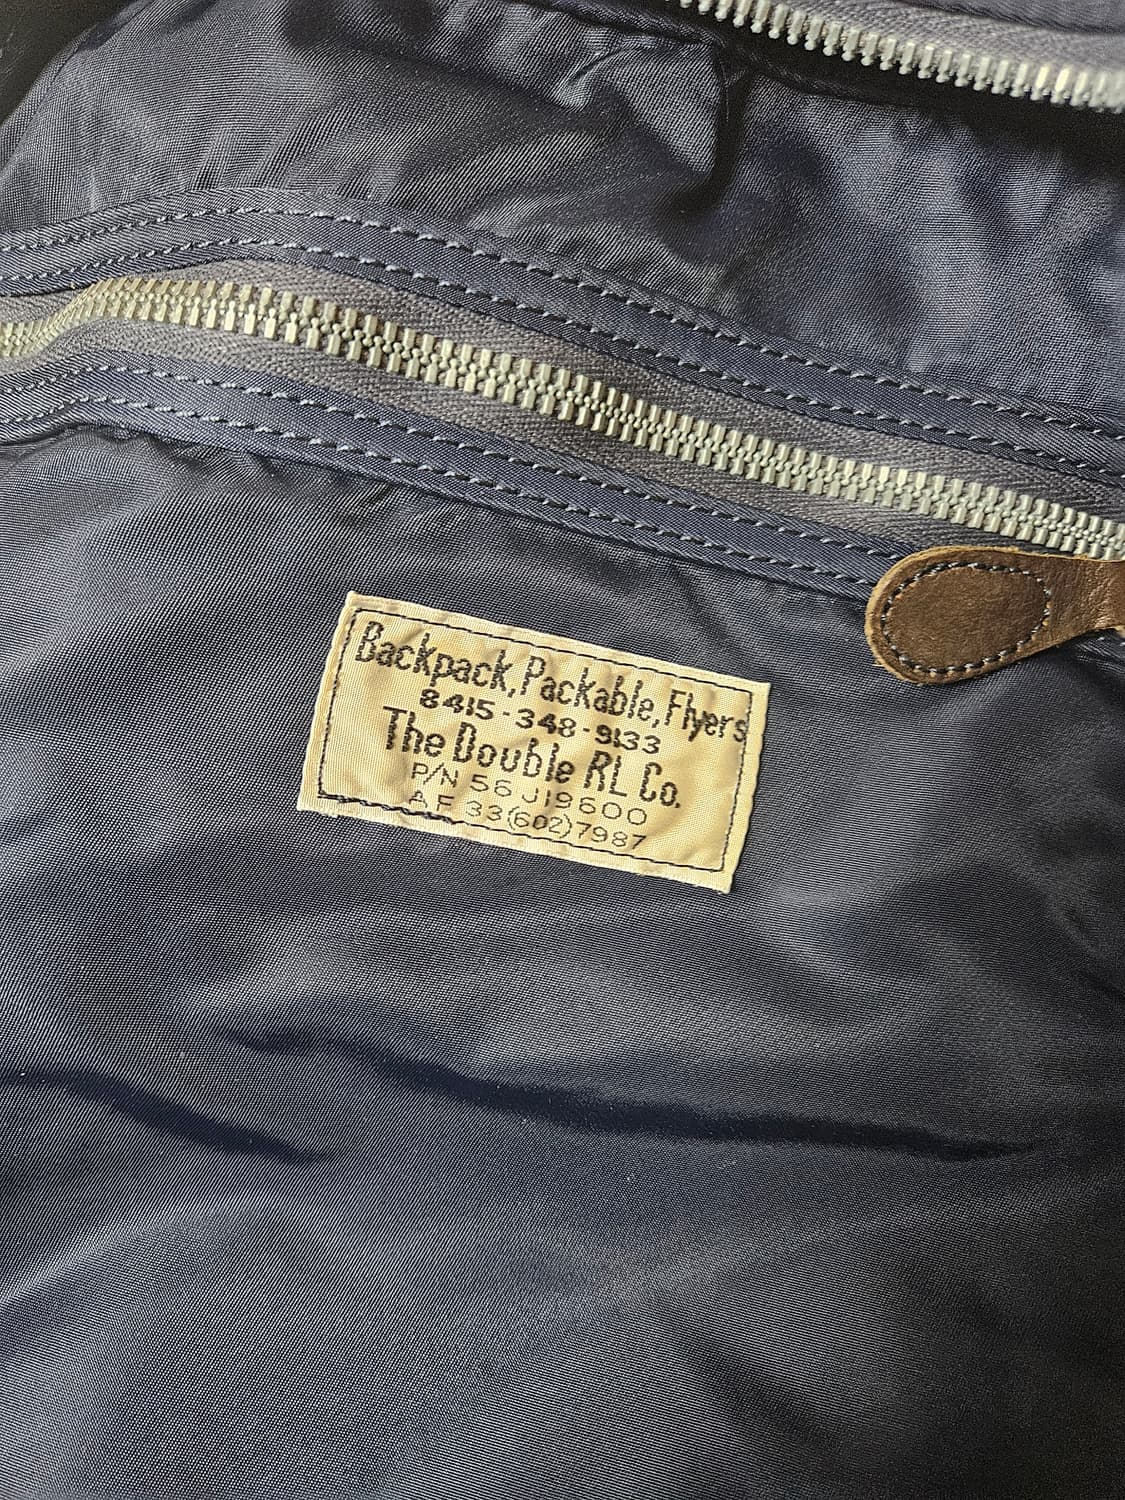 Backpack, Packable, Flyers
8415-348-9133
The Double RL Co.
P/N 56J19600
AF 33(602)7987